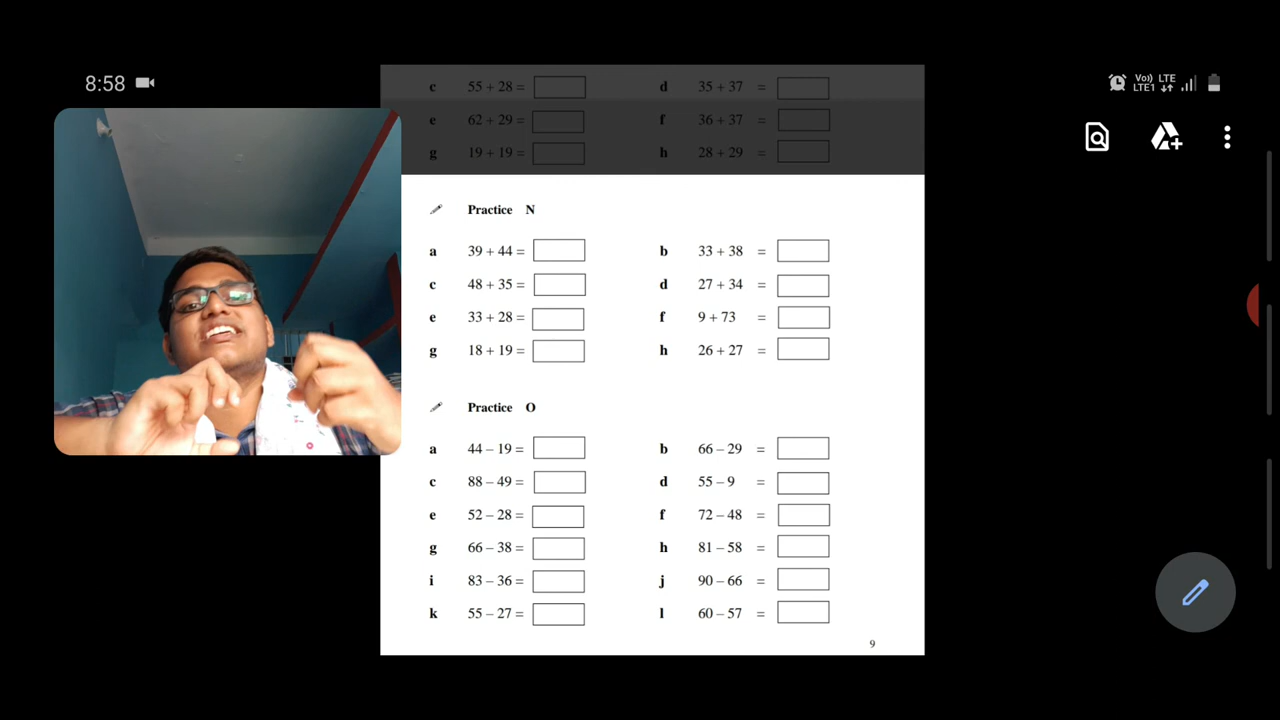 8:58
Vo)) LTE
LTE1
c 55 + 28 = d 35 + 37 =
e 62 + 29 = f 36 + 37 =
g 19 + 19 = h 28 + 29 =
Practice N
a 39 + 44 = b 33 + 38 =
c 48 + 35 = d 27 + 34 =
e 33 + 28 = f 9 + 73 =
g 18 + 19 = h 26 + 27 =
Practice O
a 44 – 19 = b 66 – 29 =
c 88 – 49 = d 55 – 9 =
e 52 – 28 = f 72 – 48 =
g 66 – 38 = h 81 – 58 =
i 83 – 36 = j 90 – 66 =
k 55 – 27 = l 60 – 57 =
9